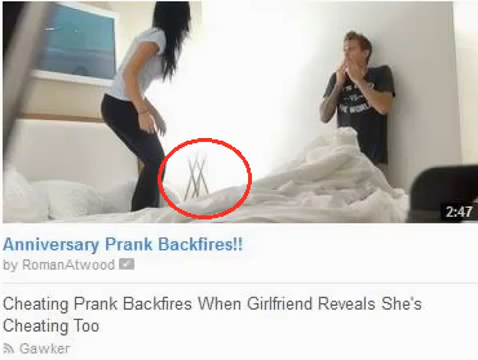 2:47
Anniversary Prank Backfires!!
by RomanAtwood
Cheating Prank Backfires When Girlfriend Reveals She's
Cheating Too
Gawker